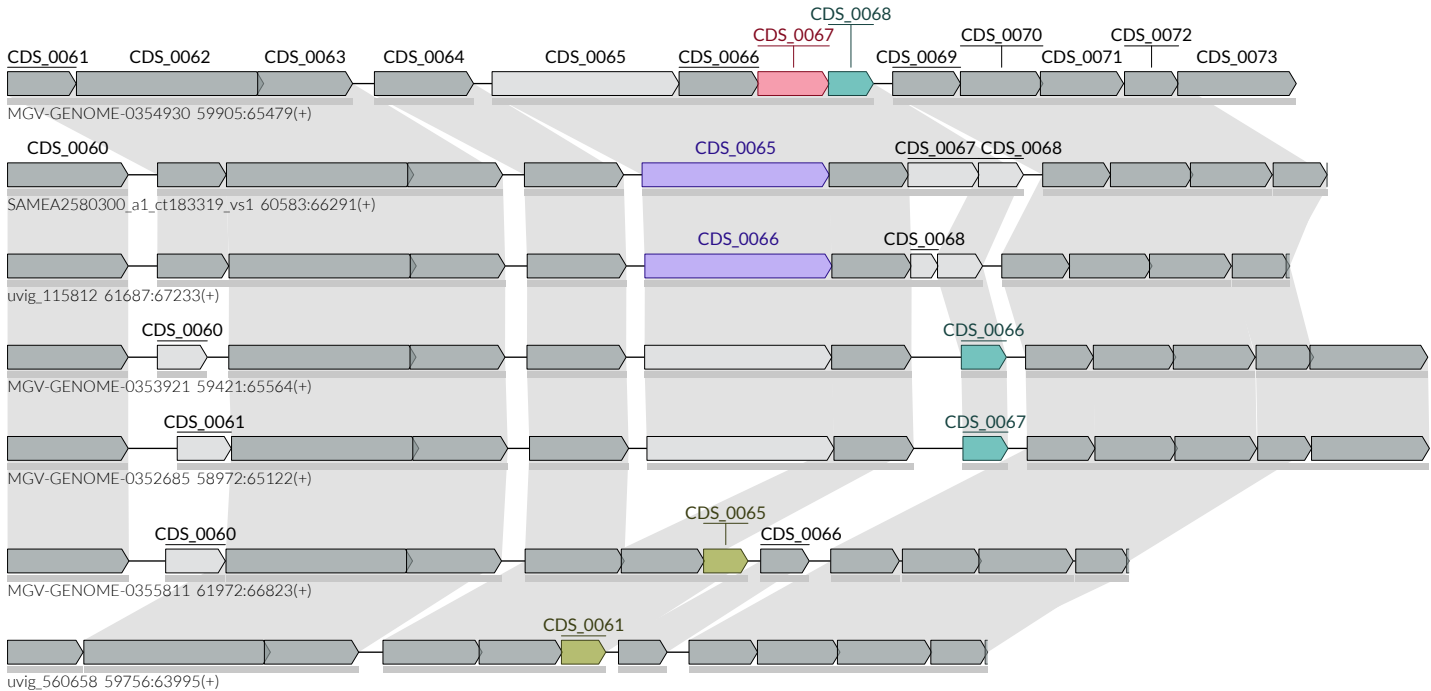 CDS_0068
CDS_0067 CDS_0070 CDS_0072
CDS_0061 CDS_0062 CDS_0063 CDS_0064 CDS_0065 CDS_0066 CDS_0069 CDS_0071 CDS_0073
MGV-GENOME-0354930 59905:65479(+)
CDS_0060 CDS_0065 CDS_0067 CDS_0068
SAMEA2580300_a1_ct183319_vs1 60583:66291(+)
CDS_0066 CDS_0068
uvig_115812 61687:67233(+)
CDS_0060 CDS_0066
MGV-GENOME-0353921 59421:65564(+)
CDS_0061 CDS_0067
MGV-GENOME-0352685 58972:65122(+)
CDS_0065
CDS_0060 CDS_0066
MGV-GENOME-0355811 61972:66823(+)
CDS_0061
uvig_560658 59756:63995(+)